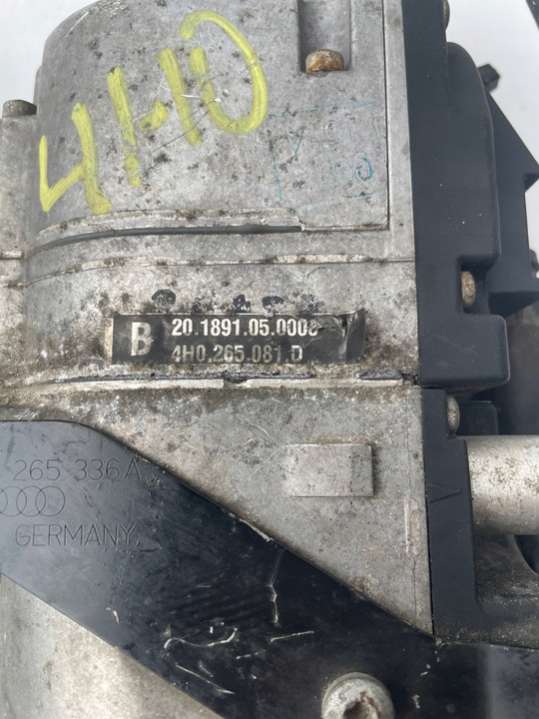 4H0
B
20.1891.05.0008
4H0.265.081.D
265 336 A
GERMANY